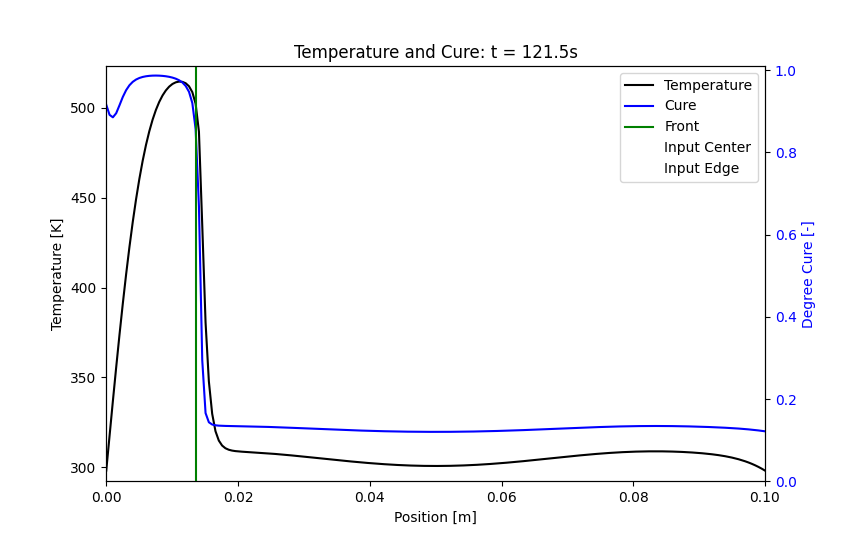 Temperature and Cure: t = 121.5s
Temperature
Cure
Front
Input Center
Input Edge
500
450
400
350
300
Temperature [K]
1.0
0.8
0.6
0.4
0.2
0.0
Degree Cure [-]
0.00
0.02
0.04
0.06
0.08
0.10
Position [m]